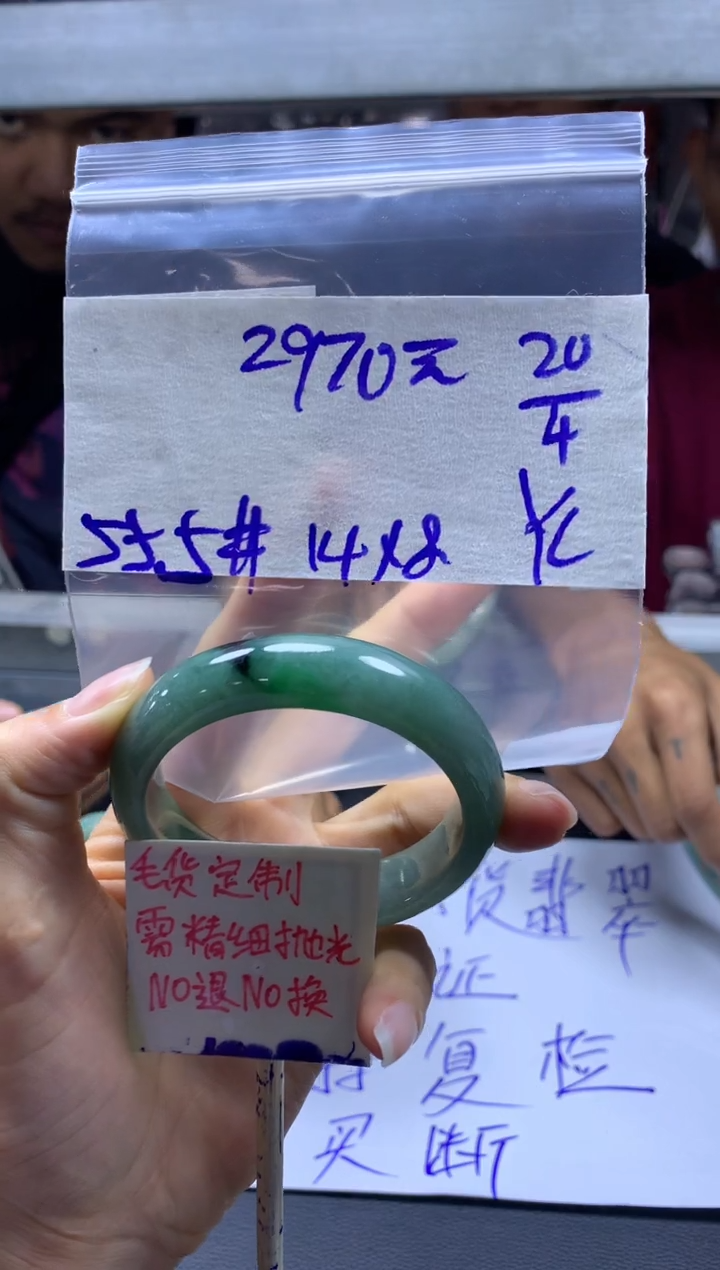 2970元
20
4
55.5# 14x8
毛货定制
需精细抛光
NO退NO换
货翡翠
证
复检
买断